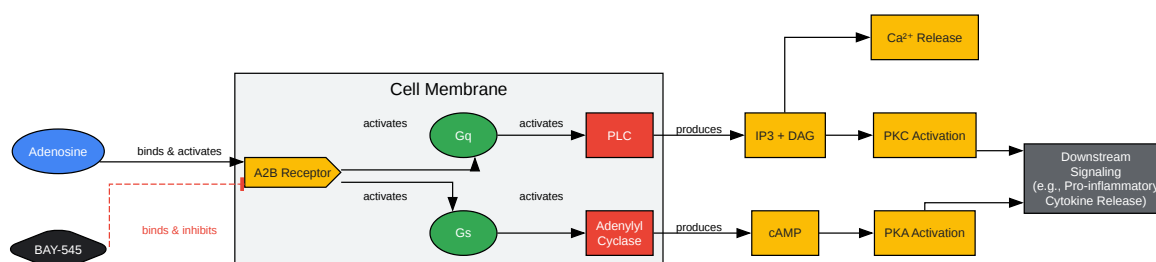 Ca²⁺ Release
Cell Membrane
activates
activates
Gq
PLC
produces
IP3 + DAG
PKC Activation
Adenosine
binds & activates
A2B Receptor
Downstream
Signaling
(e.g., Pro-inflammatory
Cytokine Release)
activates
activates
binds & inhibits
BAY-545
Gs
Adenylyl
Cyclase
produces
cAMP
PKA Activation